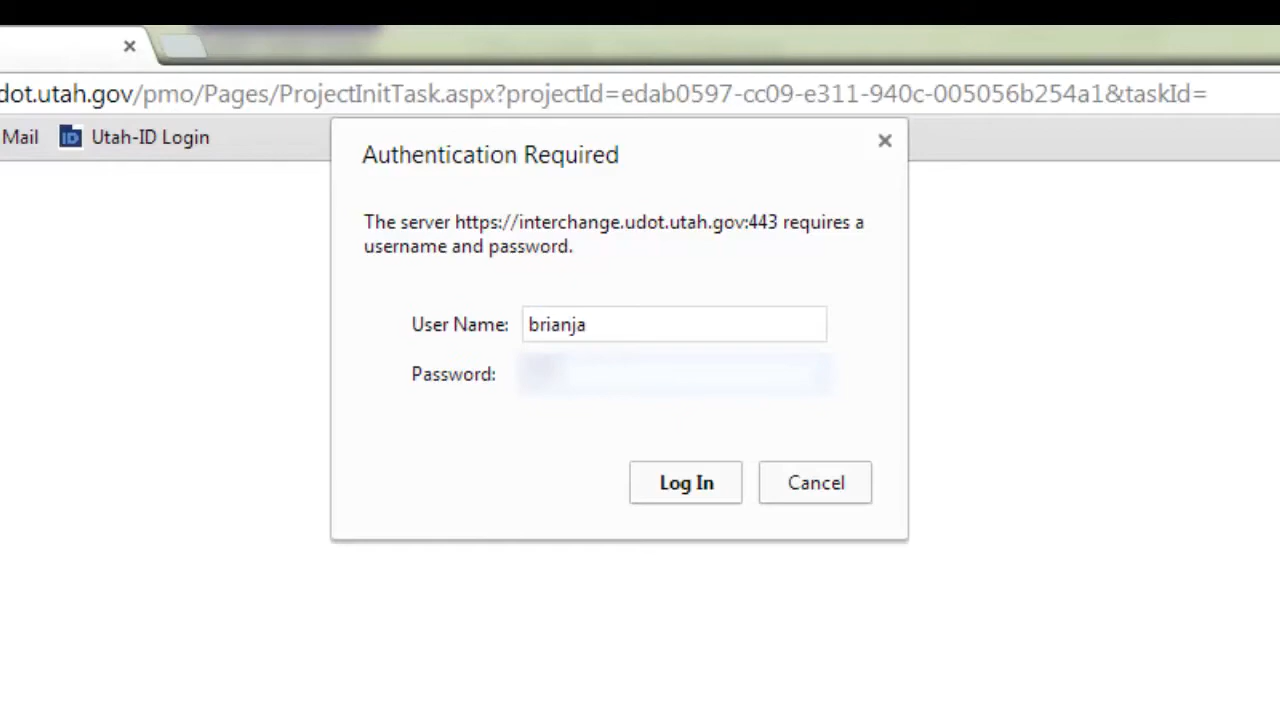 dot.utah.gov/pmo/Pages/ProjectInitTask.aspx?projectId=edab0597-cc09-e311-940c-005056b254a1&taskId=
Mail ID Utah-ID Login
Authentication Required
The server https://interchange.udot.utah.gov:443 requires a
username and password.
User Name: brianja
Password:
Log In Cancel